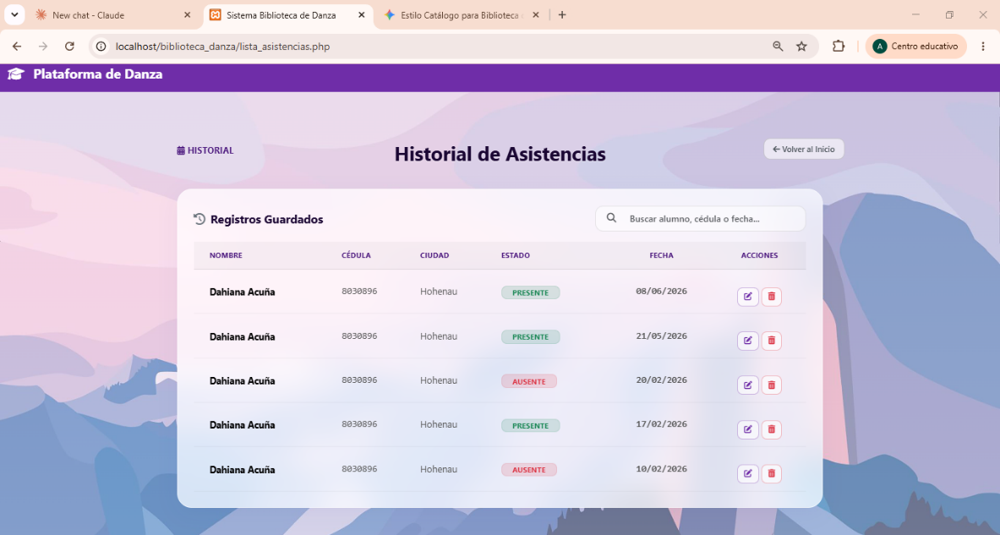 New chat - Claude
Sistema Biblioteca de Danza
Estilo Catálogo para Biblioteca
localhost/biblioteca_danza/lista_asistencias.php
A Centro educativo
Plataforma de Danza
HISTORIAL
Historial de Asistencias
Volver al Inicio
Registros Guardados
Buscar alumno, cédula o fecha...
NOMBRE CÉDULA CIUDAD ESTADO FECHA ACCIONES
Dahiana Acuña 8030896 Hohenau PRESENTE 08/06/2026
Dahiana Acuña 8030896 Hohenau PRESENTE 21/05/2026
Dahiana Acuña 8030896 Hohenau AUSENTE 20/02/2026
Dahiana Acuña 8030896 Hohenau PRESENTE 17/02/2026
Dahiana Acuña 8030896 Hohenau AUSENTE 10/02/2026